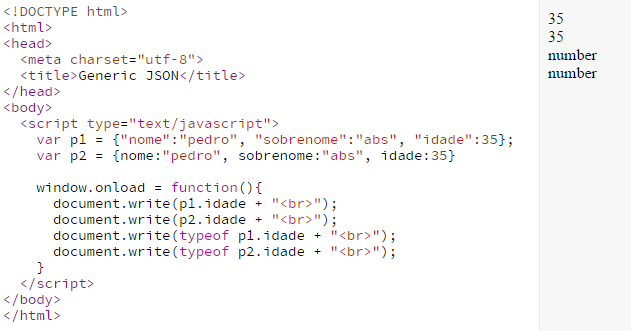 <!DOCTYPE html>
<html>
<head>
  <meta charset="utf-8">
  <title>Generic JSON</title>
</head>
<body>
  <script type="text/javascript">
    var p1 = {"nome":"pedro", "sobrenome":"abs", "idade":35};
    var p2 = {nome:"pedro", sobrenome:"abs", idade:35}

    window.onload = function(){
      document.write(p1.idade + "<br>");
      document.write(p2.idade + "<br>");
      document.write(typeof p1.idade + "<br>");
      document.write(typeof p2.idade + "<br>");
    }
  </script>
</body>
</html>
35
35
number
number